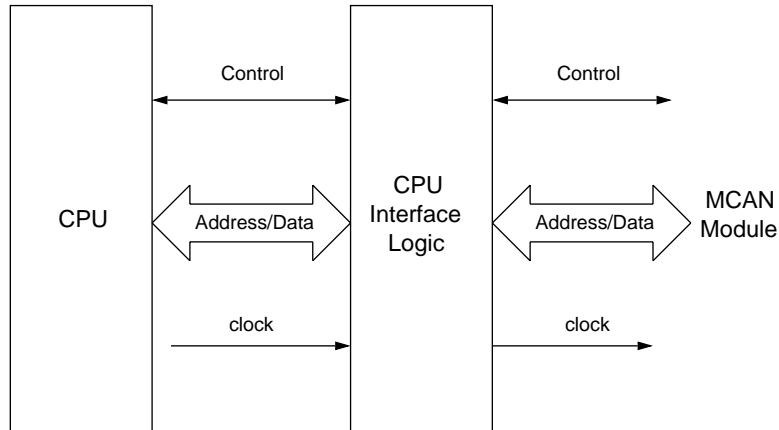 Control
Control
CPU
Address/Data
CPU
Interface
Logic
Address/Data
MCAN
Module
clock
clock